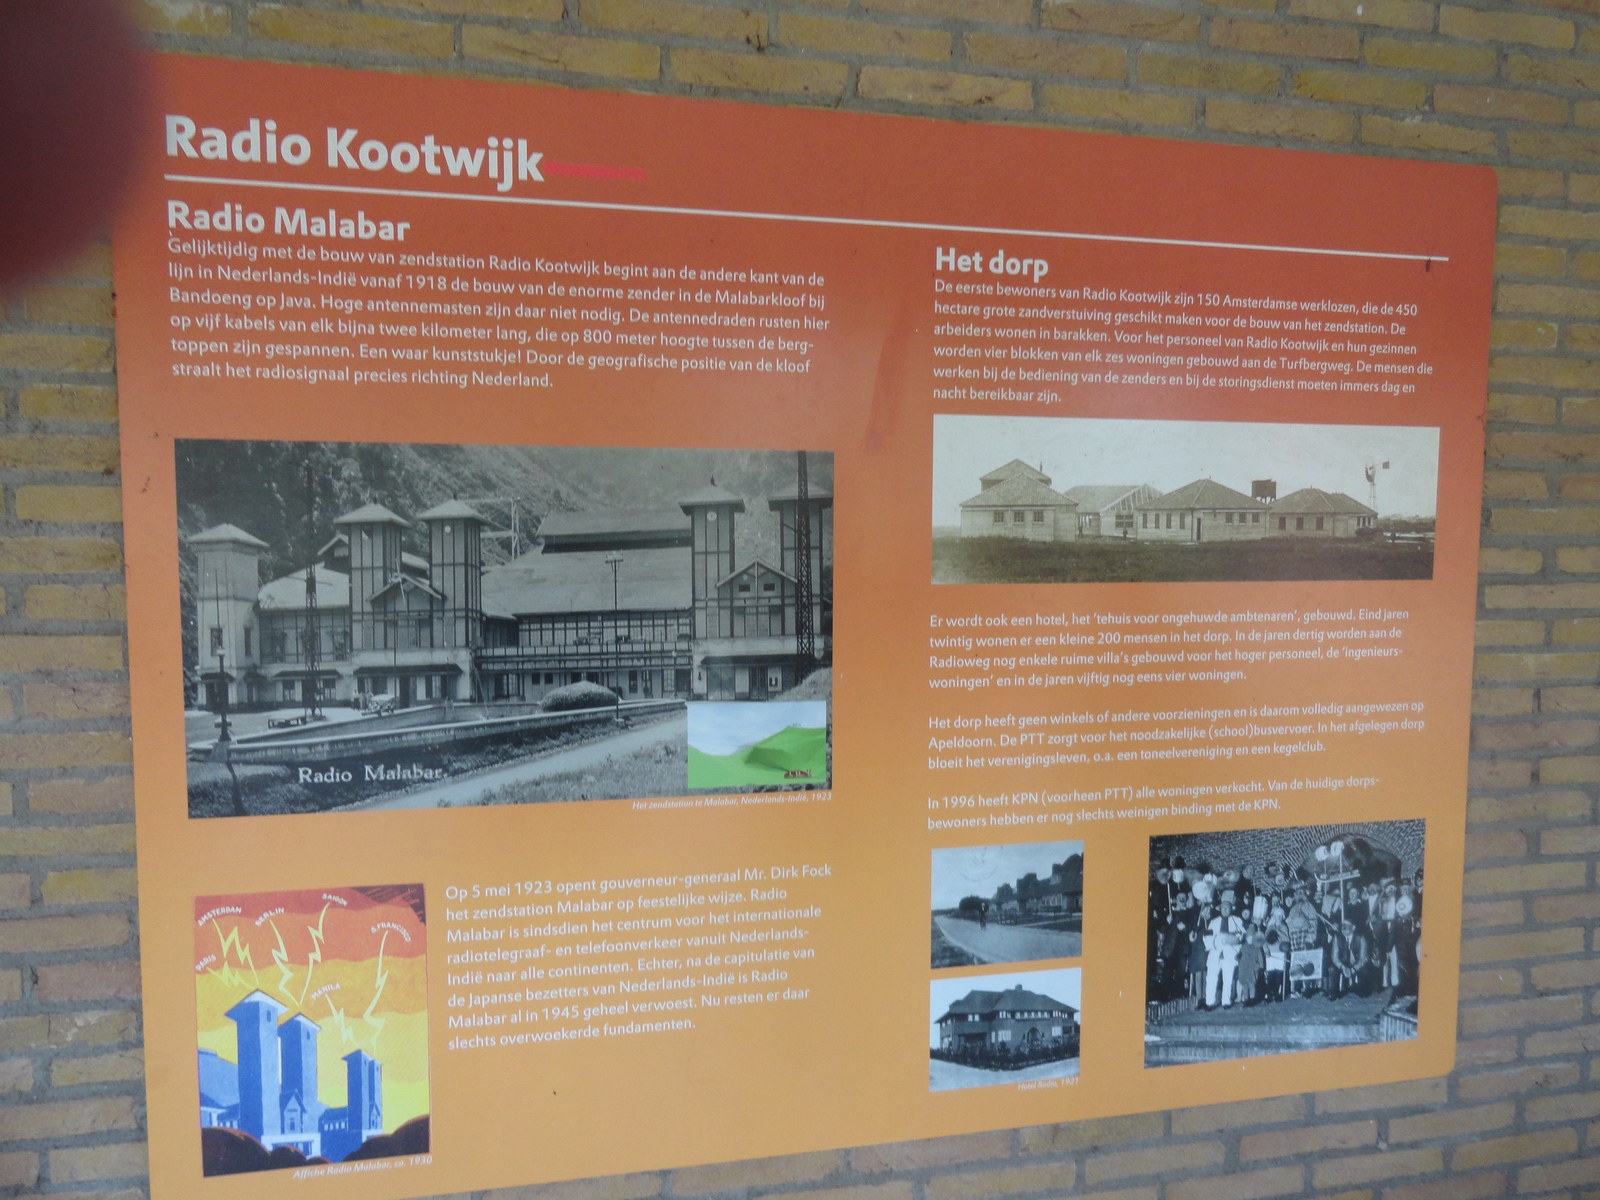 Radio Kootwijk
Radio Malabar
Gelijktijdig met de bouw van zendstation Radio Kootwijk begint aan de andere kant van de
lijn in Nederlands-Indië vanaf 1918 de bouw van de enorme zender in de Malabarkloof bij
Bandoeng op Java. Hoge antennemasten zijn daar niet nodig. De antennedraden rusten hier
op vijf kabels van elk bijna twee kilometer lang, die op 800 meter hoogte tussen de berg-
toppen zijn gespannen. Een waar kunststukje! Door de geografische positie van de kloof
straalt het radiosignaal precies richting Nederland.
Radio Malabar.
Het zendstation te Malabar, Nederlands-Indië, 1923
AMSTERDAM
BERLIJN
SAIGON
S.FRANCISCO
PARIS
MANILA
Affiche Radio Malabar, ca. 1930
Op 5 mei 1923 opent gouverneur-generaal Mr. Dirk Fock
het zendstation Malabar op feestelijke wijze. Radio
Malabar is sindsdien het centrum voor het internationale
radiotelegraaf- en telefoonverkeer vanuit Nederlands-
Indië naar alle continenten. Echter, na de capitulatie van
de Japanse bezetters van Nederlands-Indië is Radio
Malabar al in 1945 geheel verwoest. Nu resten er daar
slechts overwoekerde fundamenten.
Het dorp
De eerste bewoners van Radio Kootwijk zijn 150 Amsterdamse werklozen, die de 450
hectare grote zandverstuiving geschikt maken voor de bouw van het zendstation. De
arbeiders wonen in barakken. Voor het personeel van Radio Kootwijk en hun gezinnen
worden vier blokken van elk zes woningen gebouwd aan de Turfbergweg. De mensen die
werken bij de bediening van de zenders en bij de storingsdienst moeten immers dag en
nacht bereikbaar zijn.
Er wordt ook een hotel, het 'tehuis voor ongehuwde ambtenaren', gebouwd. Eind jaren
twintig wonen er een kleine 200 mensen in het dorp. In de jaren dertig worden aan de
Radioweg nog enkele ruime villa's gebouwd voor het hoger personeel, de 'ingenieurs-
woningen' en in de jaren vijftig nog eens vier woningen.
Het dorp heeft geen winkels of andere voorzieningen en is daarom volledig aangewezen op
Apeldoorn. De PTT zorgt voor het noodzakelijke (school)busvervoer. In het afgelegen dorp
bloeit het verenigingsleven, o.a. een toneelvereniging en een kegelclub.
In 1996 heeft KPN (voorheen PTT) alle woningen verkocht. Van de huidige dorps-
bewoners hebben er nog slechts weinigen binding met de KPN.
Hotel Radio, 1921